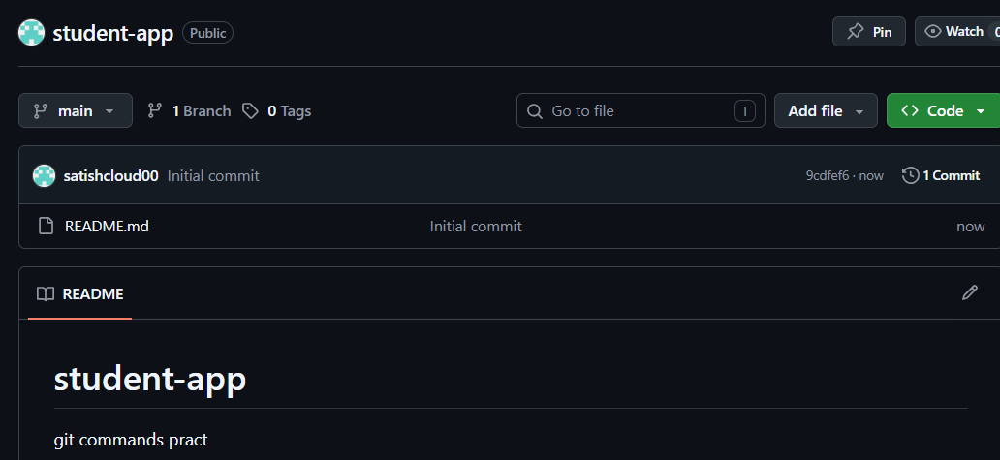 student-app Public
Pin
Watch 0
main
1 Branch
0 Tags
Go to file
T
Add file
Code
satishcloud00 Initial commit
9cdfef6 · now
1 Commit
README.md
Initial commit
now
README
student-app
git commands pract